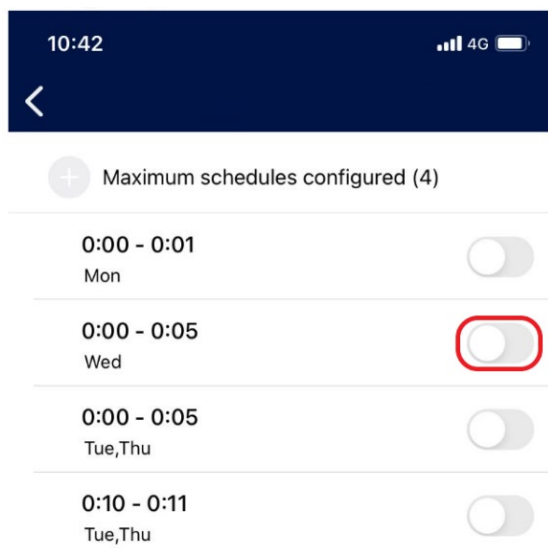 10:42
4G
Maximum schedules configured (4)
0:00 - 0:01
Mon
0:00 - 0:05
Wed
0:00 - 0:05
Tue,Thu
0:10 - 0:11
Tue,Thu